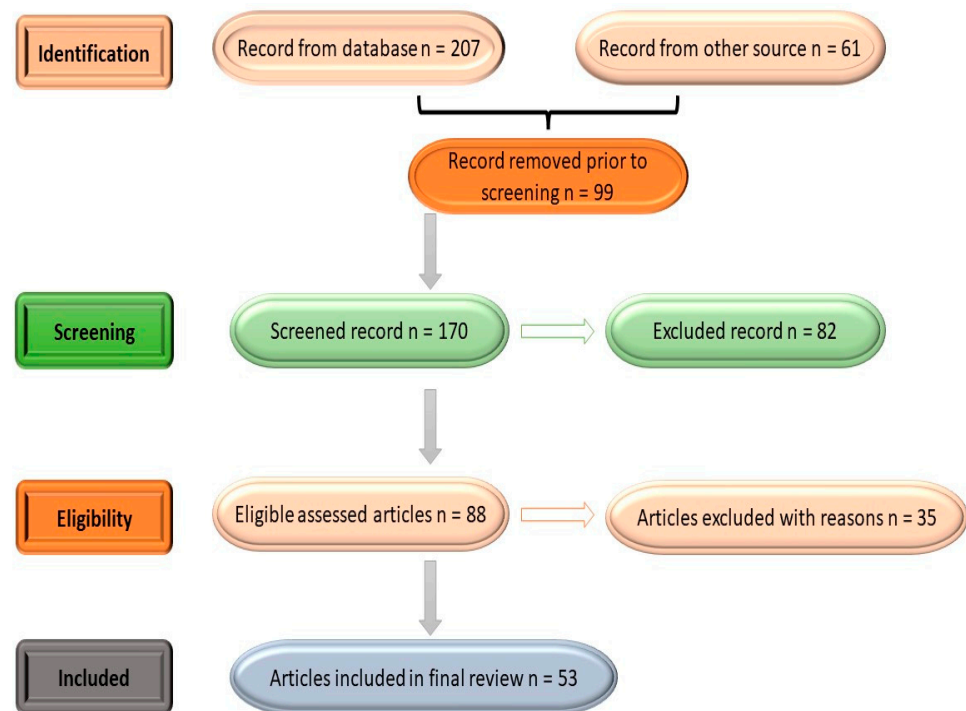 Identification
Record from database n = 207
Record from other source n = 61
Record removed prior to
screening n = 99
Screening
Screened record n = 170
Excluded record n = 82
Eligibility
Eligible assessed articles n = 88
Articles excluded with reasons n = 35
Included
Articles included in final review n = 53